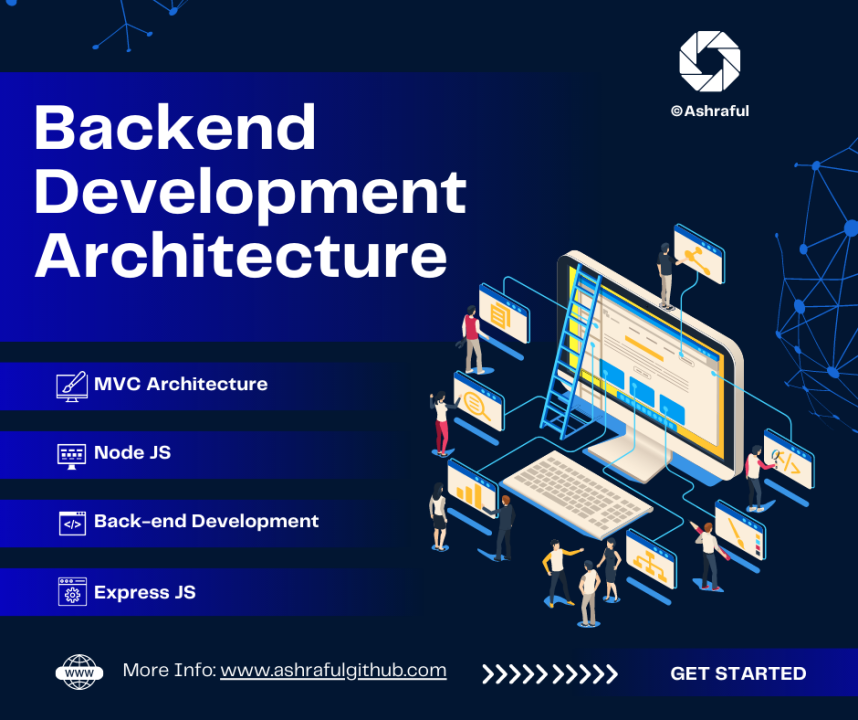 ©Ashraful
Backend
Development
Architecture
MVC Architecture
Node JS
</>
Back-end Development
Express JS
</>
www
More Info: www.ashrafulgithub.com
GET STARTED